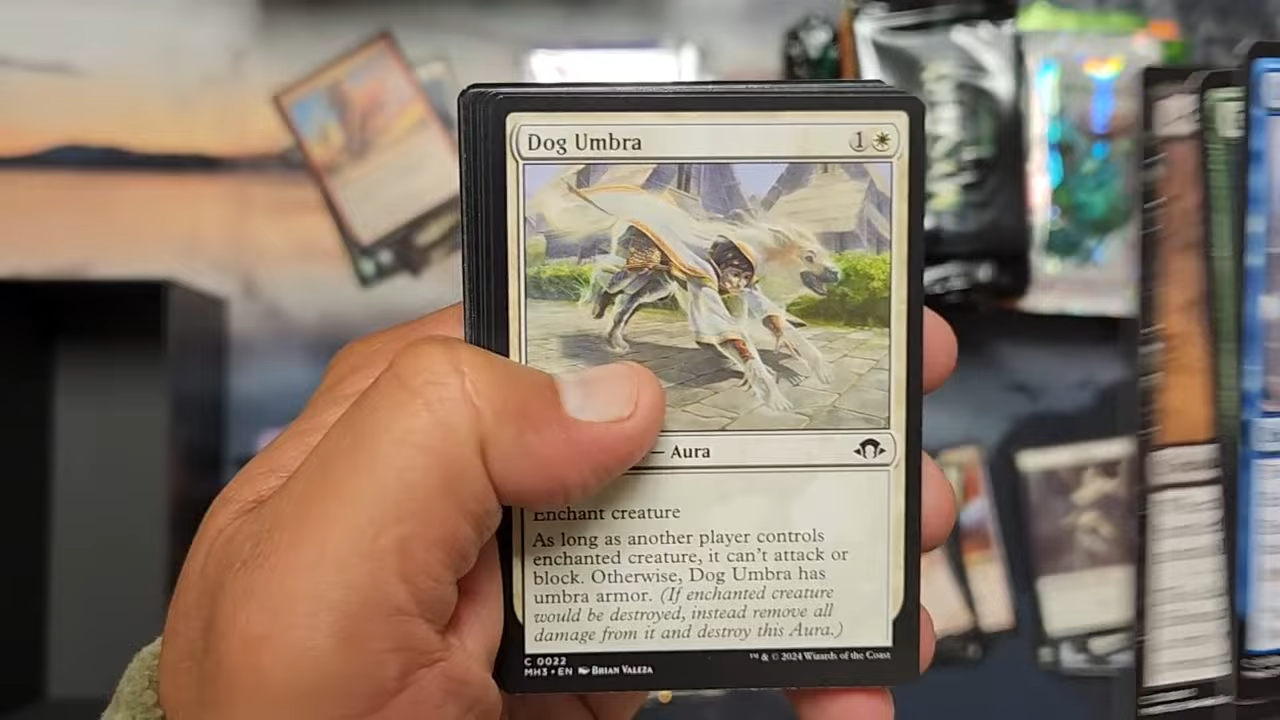 Dog Umbra
1
— Aura
Enchant creature
As long as another player controls
enchanted creature, it can't attack or
block. Otherwise, Dog Umbra has
umbra armor. (If enchanted creature
would be destroyed, instead remove all
damage from it and destroy this Aura.)
C 0022
MH3 • EN Brian Valeza
™ & © 2024 Wizards of the Coast